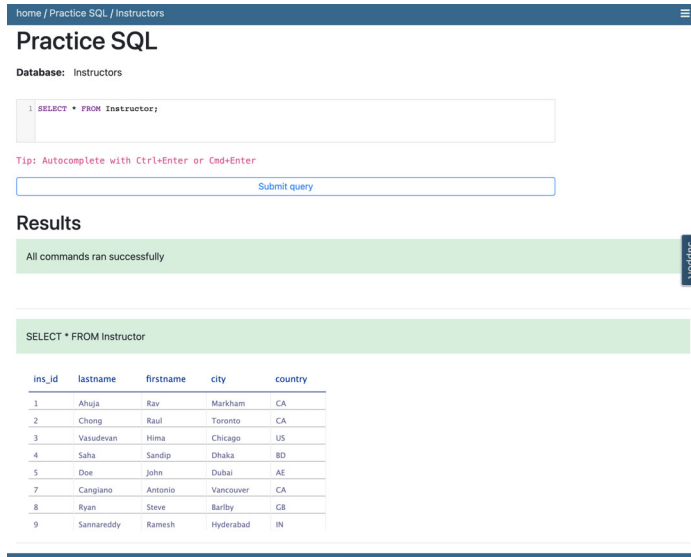 home / Practice SQL / Instructors
Practice SQL
Database: Instructors
1 SELECT * FROM Instructor;
Tip: Autocomplete with Ctrl+Enter or Cmd+Enter
Submit query
Results
All commands ran successfully
Support
SELECT * FROM Instructor
ins_id lastname firstname city country
1 Ahuja Rav Markham CA
2 Chong Raul Toronto CA
3 Vasudevan Hima Chicago US
4 Saha Sandip Dhaka BD
5 Doe John Dubai AE
7 Cangiano Antonio Vancouver CA
8 Ryan Steve Barlby GB
9 Sannareddy Ramesh Hyderabad IN